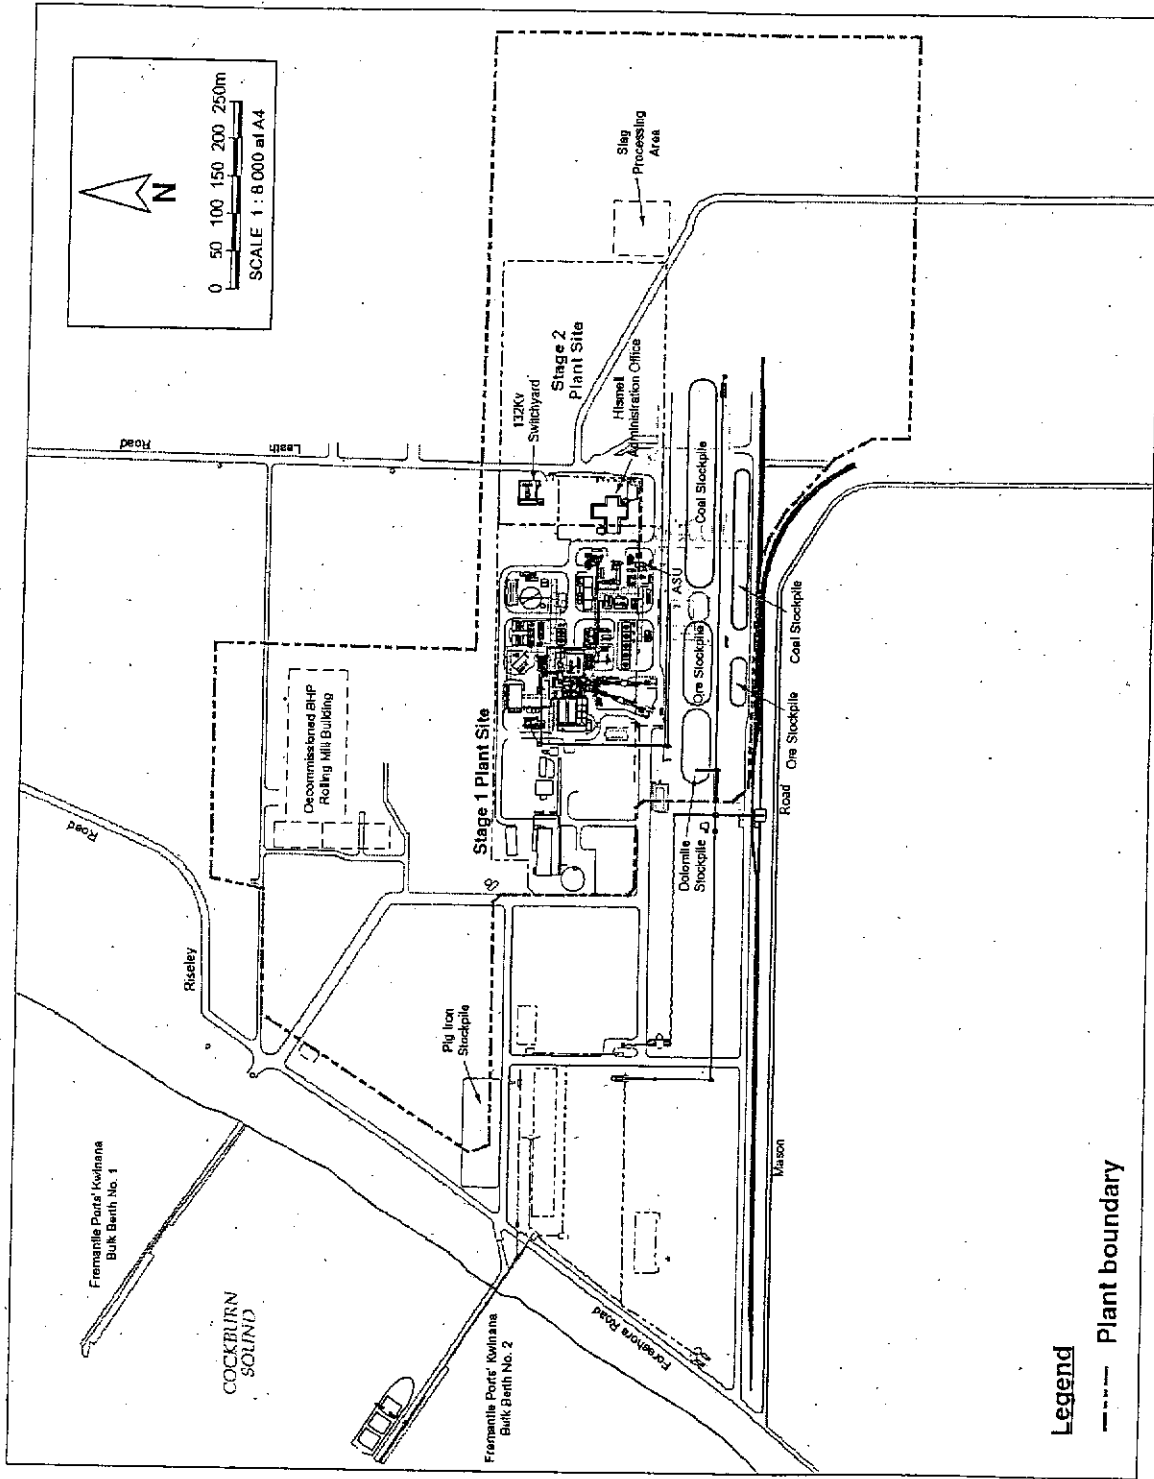 N
0 50 100 150 200 250m
SCALE 1 : 8 000 at A4
Slag
Processing
Area
Stage 2
Plant Site
132Kv
Switchyard
HIsmelt
Administration Office
Leath
Road
Coal Stockpile
ASU
Ore Stockpile
Coal Stockpile
Ore Stockpile
Decommissioned BHP
Rolling Mill Building
Stage 1 Plant Site
Dolomite
Stockpile
Road
Mason
Road
Riseley
Pig Iron
Stockpile
Fremantle Ports' Kwinana
Bulk Berth No. 1
COCKBURN
SOUND
Fremantle Ports' Kwinana
Bulk Berth No. 2
Foreshore Road
Legend
Plant boundary